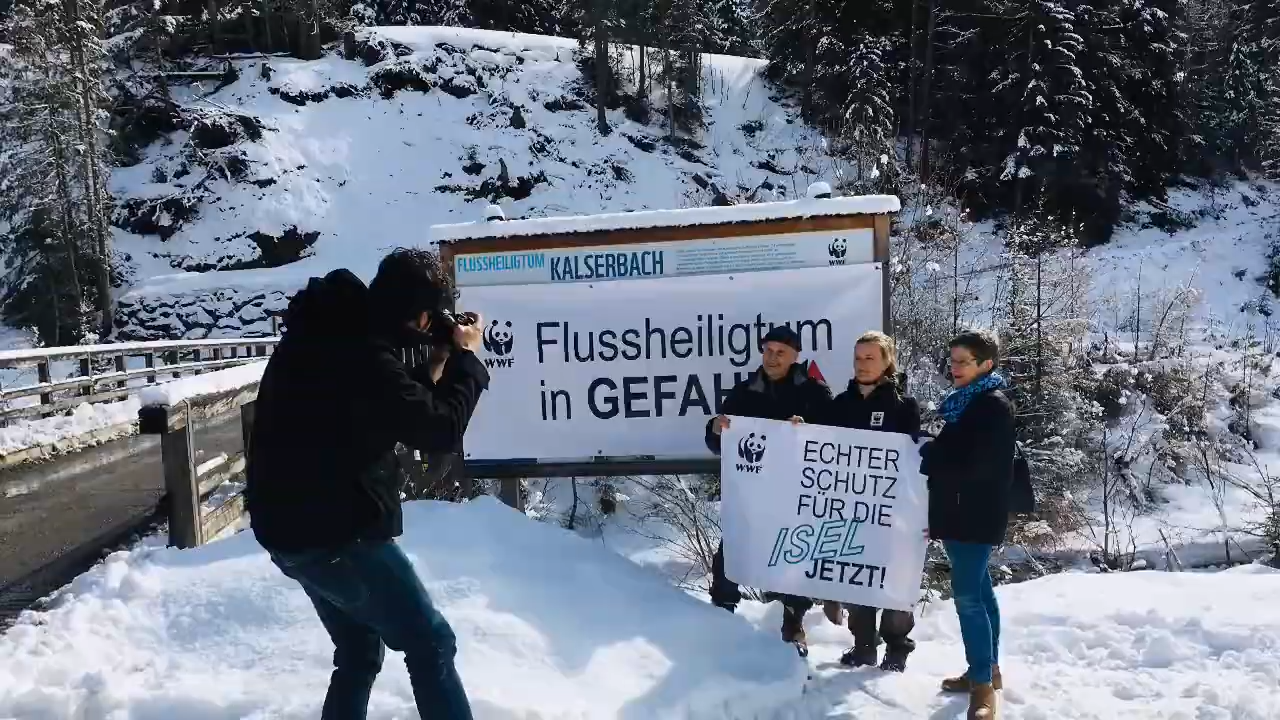 FLUSSHEILIGTUM KALSERBACH
WWF
WWF
Flussheiligtum
in GEFAH
WWF
ECHTER
SCHUTZ
FÜR DIE
ISEL
JETZT!